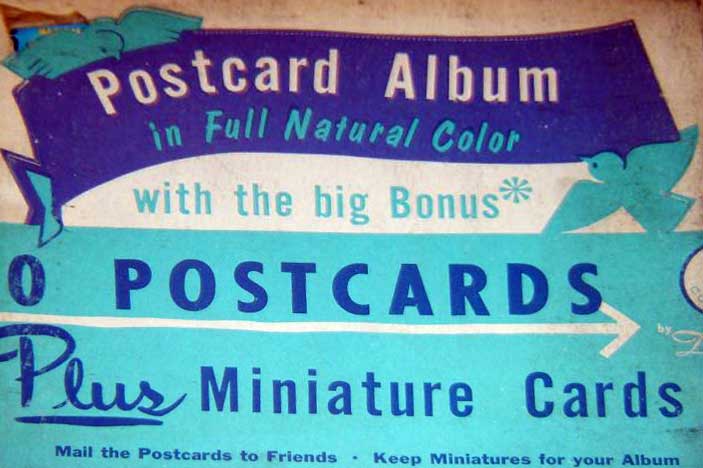 Postcard Album
in Full Natural Color
with the big Bonus*
0 POSTCARDS
by
Plus Miniature Cards
Mail the Postcards to Friends · Keep Miniatures for your Album